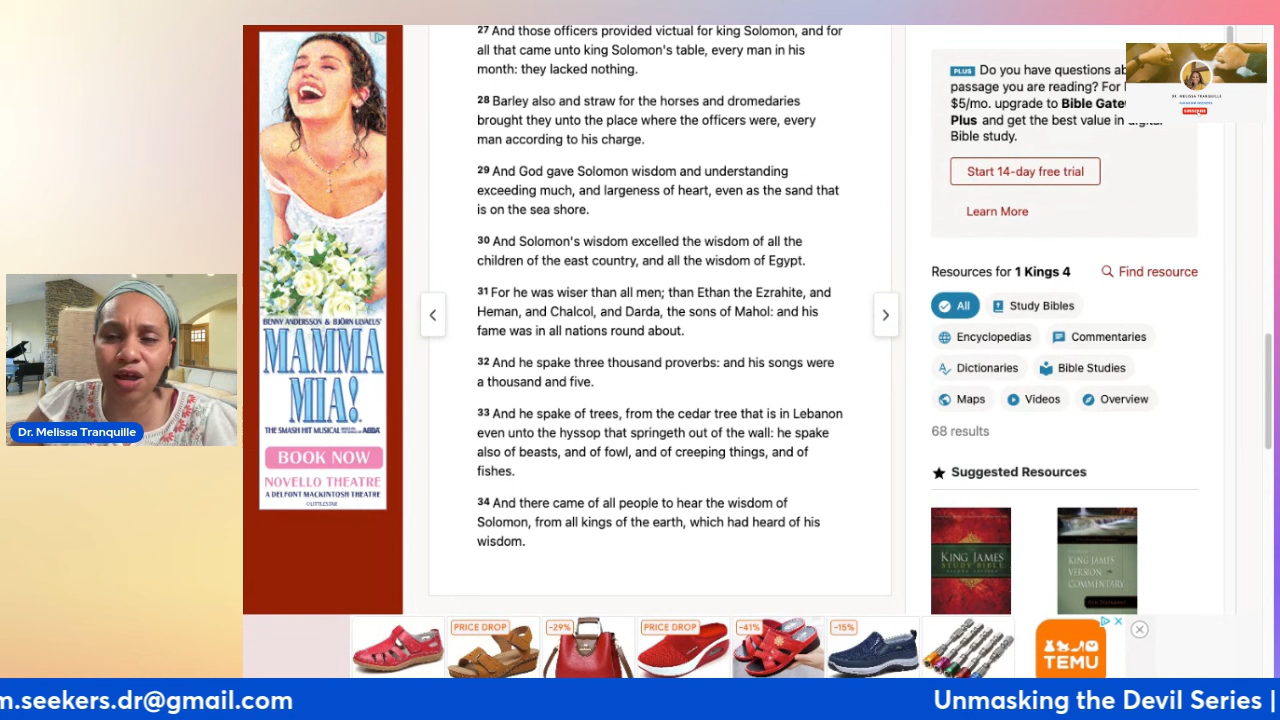 Dr. Melissa Tranquille
BENNY ANDERSSON & BJÖRN ULVAEUS'
MAMMA
MIA!
THE SMASH HIT MUSICAL ABBA
BOOK NOW
NOVELLO THEATRE
A DELFONT MACKINTOSH THEATRE
©LITTLESTAR
27 And those officers provided victual for king Solomon, and for
all that came unto king Solomon's table, every man in his
month: they lacked nothing.
28 Barley also and straw for the horses and dromedaries
brought they unto the place where the officers were, every
man according to his charge.
29 And God gave Solomon wisdom and understanding
exceeding much, and largeness of heart, even as the sand that
is on the sea shore.
30 And Solomon's wisdom excelled the wisdom of all the
children of the east country, and all the wisdom of Egypt.
31 For he was wiser than all men; than Ethan the Ezrahite, and
Heman, and Chalcol, and Darda, the sons of Mahol: and his
fame was in all nations round about.
32 And he spake three thousand proverbs: and his songs were
a thousand and five.
33 And he spake of trees, from the cedar tree that is in Lebanon
even unto the hyssop that springeth out of the wall: he spake
also of beasts, and of fowl, and of creeping things, and of
fishes.
34 And there came of all people to hear the wisdom of
Solomon, from all kings of the earth, which had heard of his
wisdom.
PLUS Do you have questions ab
passage you are reading? For
$5/mo. upgrade to Bible Gate
Plus and get the best value in digital
Bible study.
Start 14-day free trial
Learn More
DR. MELISSA TRANQUILLE
SUBSCRIBE
Resources for 1 Kings 4
Find resource
All
Study Bibles
Encyclopedias
Commentaries
Dictionaries
Bible Studies
Maps
Videos
Overview
68 results
Suggested Resources
KING JAMES
STUDY BIBLE
KING JAMES
VERSION
COMMENTARY
PRICE DROP
-29%
PRICE DROP
-41%
-15%
TEMU
m.seekers.dr@gmail.com
Unmasking the Devil Series |